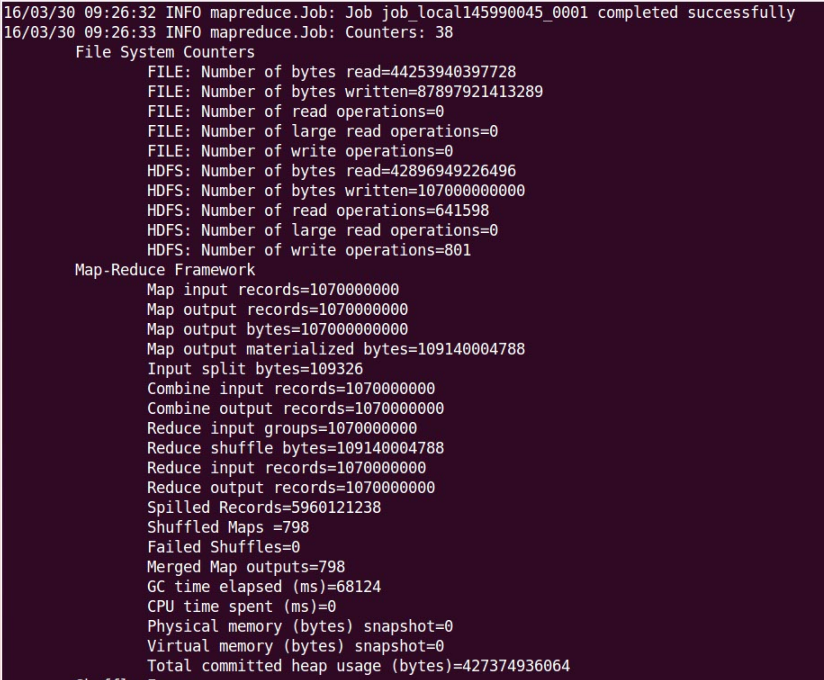 16/03/30 09:26:32 INFO mapreduce.Job: Job job_local145990045_0001 completed successfully
16/03/30 09:26:33 INFO mapreduce.Job: Counters: 38
File System Counters
FILE: Number of bytes read=44253940397728
FILE: Number of bytes written=87897921413289
FILE: Number of read operations=0
FILE: Number of large read operations=0
FILE: Number of write operations=0
HDFS: Number of bytes read=42896949226496
HDFS: Number of bytes written=107000000000
HDFS: Number of read operations=641598
HDFS: Number of large read operations=0
HDFS: Number of write operations=801
Map-Reduce Framework
Map input records=1070000000
Map output records=1070000000
Map output bytes=107000000000
Map output materialized bytes=109140004788
Input split bytes=109326
Combine input records=1070000000
Combine output records=1070000000
Reduce input groups=1070000000
Reduce shuffle bytes=109140004788
Reduce input records=1070000000
Reduce output records=1070000000
Spilled Records=5960121238
Shuffled Maps =798
Failed Shuffles=0
Merged Map outputs=798
GC time elapsed (ms)=68124
CPU time spent (ms)=0
Physical memory (bytes) snapshot=0
Virtual memory (bytes) snapshot=0
Total committed heap usage (bytes)=427374936064